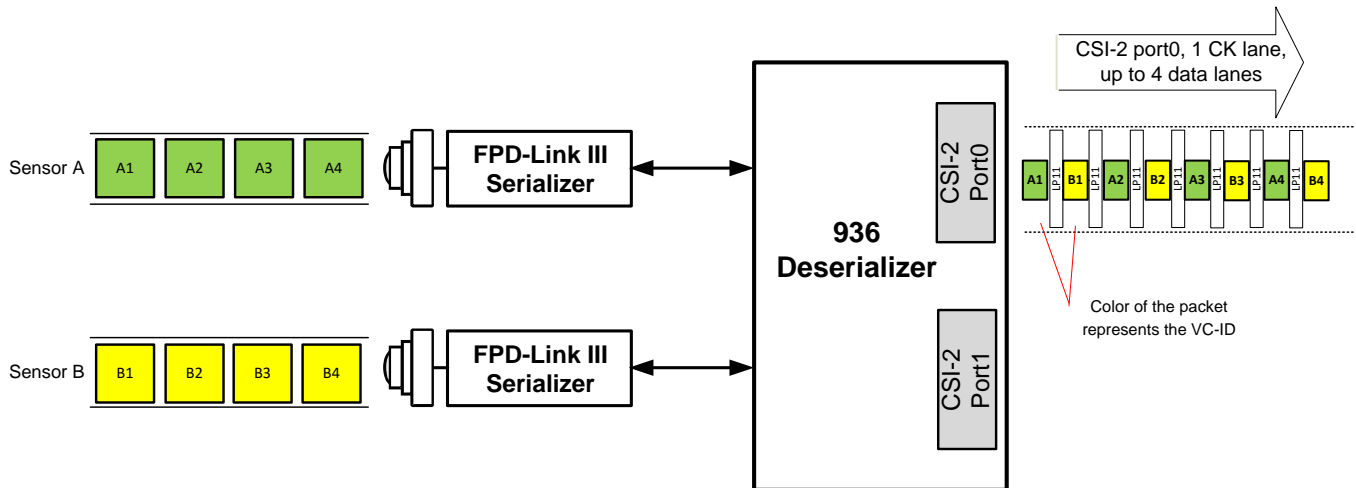 CSI-2 port0, 1 CK lane,
up to 4 data lanes
Sensor A
A1 A2 A3 A4
FPD-Link III
Serializer
936
Deserializer
CSI-2
Port0
A1 LP11 B1 LP11 A2 LP11 B2 LP11 A3 LP11 B3 LP11 A4 LP11 B4
Color of the packet
represents the VC-ID
Sensor B
B1 B2 B3 B4
FPD-Link III
Serializer
CSI-2
Port1